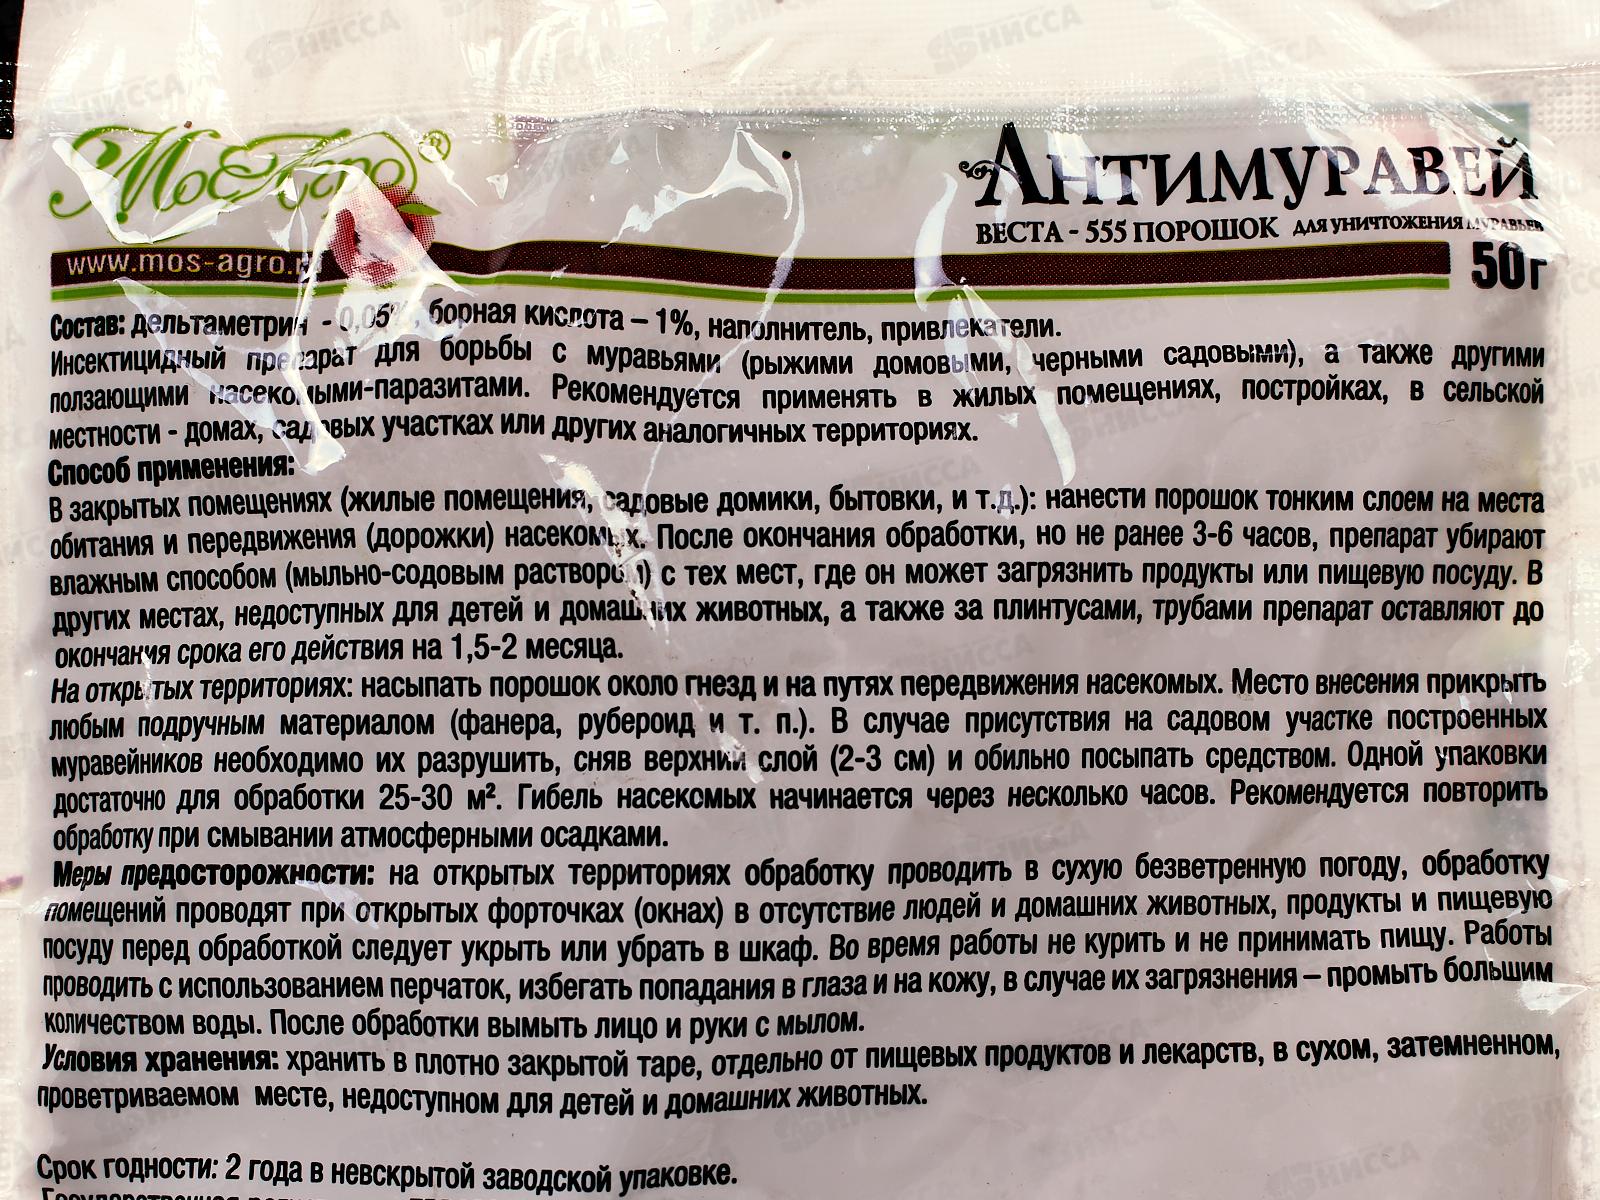 МосАгро®
АНТИМУРАВЕЙ
ВЕСТА - 555 ПОРОШОК ДЛЯ УНИЧТОЖЕНИЯ МУРАВЬЕВ
www.mos-agro.r
50г
Состав: дельтаметрин - 0,05%, борная кислота – 1%, наполнитель, привлекатели.
Инсектицидный препарат для борьбы с муравьями (рыжими домовыми, черными садовыми), а также другими
ползающими насекомыми-паразитами. Рекомендуется применять в жилых помещениях, постройках, в сельской
местности - домах, садовых участках или других аналогичных территориях.
Способ применения:
В закрытых помещениях (жилые помещения, садовые домики, бытовки, и т.д.): нанести порошок тонким слоем на места
обитания и передвижения (дорожки) насекомых. После окончания обработки, но не ранее 3-6 часов, препарат убирают
влажным способом (мыльно-содовым раствором) с тех мест, где он может загрязнить продукты или пищевую посуду. В
других местах, недоступных для детей и домашних животных, а также за плинтусами, трубами препарат оставляют до
окончания срока его действия на 1,5-2 месяца.
На открытых территориях: насыпать порошок около гнезд и на путях передвижения насекомых. Место внесения прикрыть
любым подручным материалом (фанера, рубероид и т. п.). В случае присутствия на садовом участке построенных
муравейников необходимо их разрушить, сняв верхний слой (2-3 см) и обильно посыпать средством. Одной упаковки
достаточно для обработки 25-30 м². Гибель насекомых начинается через несколько часов. Рекомендуется повторить
обработку при смывании атмосферными осадками.
Меры предосторожности: на открытых территориях обработку проводить в сухую безветренную погоду, обработку
помещений проводят при открытых форточках (окнах) в отсутствие людей и домашних животных, продукты и пищевую
посуду перед обработкой следует укрыть или убрать в шкаф. Во время работы не курить и не принимать пищу. Работы
проводить с использованием перчаток, избегать попадания в глаза и на кожу, в случае их загрязнения – промыть большим
количеством воды. После обработки вымыть лицо и руки с мылом.
Условия хранения: хранить в плотно закрытой таре, отдельно от пищевых продуктов и лекарств, в сухом, затемненном,
проветриваемом месте, недоступном для детей и домашних животных.
Срок годности: 2 года в невскрытой заводской упаковке.